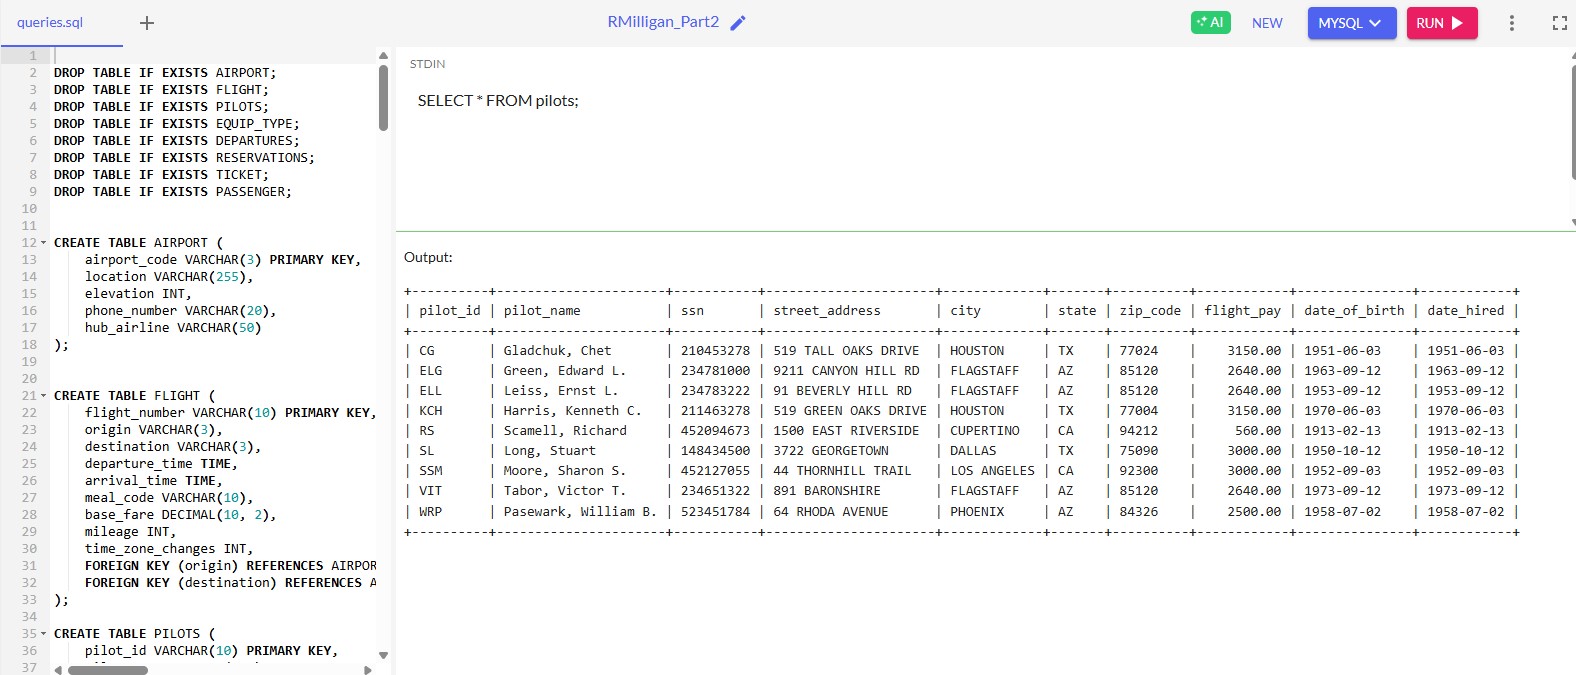 queries.sql
RMilligan_Part2
AI
NEW
MYSQL
RUN
1
2 DROP TABLE IF EXISTS AIRPORT;
3 DROP TABLE IF EXISTS FLIGHT;
4 DROP TABLE IF EXISTS PILOTS;
5 DROP TABLE IF EXISTS EQUIP_TYPE;
6 DROP TABLE IF EXISTS DEPARTURES;
7 DROP TABLE IF EXISTS RESERVATIONS;
8 DROP TABLE IF EXISTS TICKET;
9 DROP TABLE IF EXISTS PASSENGER;
10
11
12 CREATE TABLE AIRPORT (
13 airport_code VARCHAR(3) PRIMARY KEY,
14 location VARCHAR(255),
15 elevation INT,
16 phone_number VARCHAR(20),
17 hub_airline VARCHAR(50)
18 );
19
20
21 CREATE TABLE FLIGHT (
22 flight_number VARCHAR(10) PRIMARY KEY,
23 origin VARCHAR(3),
24 destination VARCHAR(3),
25 departure_time TIME,
26 arrival_time TIME,
27 meal_code VARCHAR(10),
28 base_fare DECIMAL(10, 2),
29 mileage INT,
30 time_zone_changes INT,
31 FOREIGN KEY (origin) REFERENCES AIRPOR
32 FOREIGN KEY (destination) REFERENCES A
33 );
34
35 CREATE TABLE PILOTS (
36 pilot_id VARCHAR(10) PRIMARY KEY,
37
STDIN
SELECT * FROM pilots;
Output:
+----------+----------------------+-----------+----------------------+-------------+-------+----------+------------+---------------+------------+
| pilot_id | pilot_name | ssn | street_address | city | state | zip_code | flight_pay | date_of_birth | date_hired |
+----------+----------------------+-----------+----------------------+-------------+-------+----------+------------+---------------+------------+
| CG | Gladchuk, Chet | 210453278 | 519 TALL OAKS DRIVE | HOUSTON | TX | 77024 | 3150.00 | 1951-06-03 | 1951-06-03 |
| ELG | Green, Edward L. | 234781000 | 9211 CANYON HILL RD | FLAGSTAFF | AZ | 85120 | 2640.00 | 1963-09-12 | 1963-09-12 |
| ELL | Leiss, Ernst L. | 234783222 | 91 BEVERLY HILL RD | FLAGSTAFF | AZ | 85120 | 2640.00 | 1953-09-12 | 1953-09-12 |
| KCH | Harris, Kenneth C. | 211463278 | 519 GREEN OAKS DRIVE | HOUSTON | TX | 77004 | 3150.00 | 1970-06-03 | 1970-06-03 |
| RS | Scamell, Richard | 452094673 | 1500 EAST RIVERSIDE | CUPERTINO | CA | 94212 | 560.00 | 1913-02-13 | 1913-02-13 |
| SL | Long, Stuart | 148434500 | 3722 GEORGETOWN | DALLAS | TX | 75090 | 3000.00 | 1950-10-12 | 1950-10-12 |
| SSM | Moore, Sharon S. | 452127055 | 44 THORNHILL TRAIL | LOS ANGELES | CA | 92300 | 3000.00 | 1952-09-03 | 1952-09-03 |
| VIT | Tabor, Victor T. | 234651322 | 891 BARONSHIRE | FLAGSTAFF | AZ | 85120 | 2640.00 | 1973-09-12 | 1973-09-12 |
| WRP | Pasewark, William B. | 523451784 | 64 RHODA AVENUE | PHOENIX | AZ | 84326 | 2500.00 | 1958-07-02 | 1958-07-02 |
+----------+----------------------+-----------+----------------------+-------------+-------+----------+------------+---------------+------------+